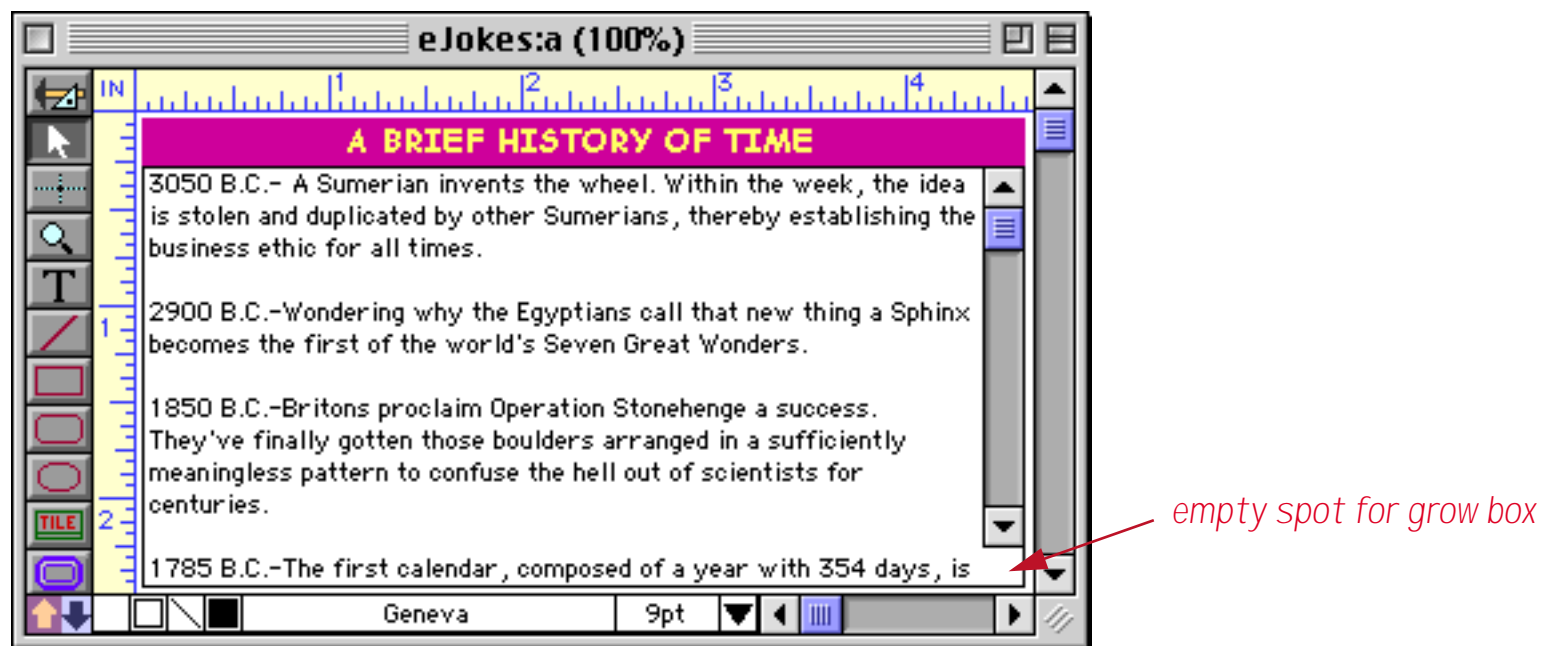 eJokes:a (100%)
IN 1 2 3 4
A BRIEF HISTORY OF TIME
3050 B.C.- A Sumerian invents the wheel. Within the week, the idea
is stolen and duplicated by other Sumerians, thereby establishing the
business ethic for all times.
2900 B.C.-Wondering why the Egyptians call that new thing a Sphinx
becomes the first of the world's Seven Great Wonders.
1850 B.C.-Britons proclaim Operation Stonehenge a success.
They've finally gotten those boulders arranged in a sufficiently
meaningless pattern to confuse the hell out of scientists for
centuries.
1785 B.C.-The first calendar, composed of a year with 354 days, is
T
1
TILE
2
Geneva 9pt
empty spot for grow box